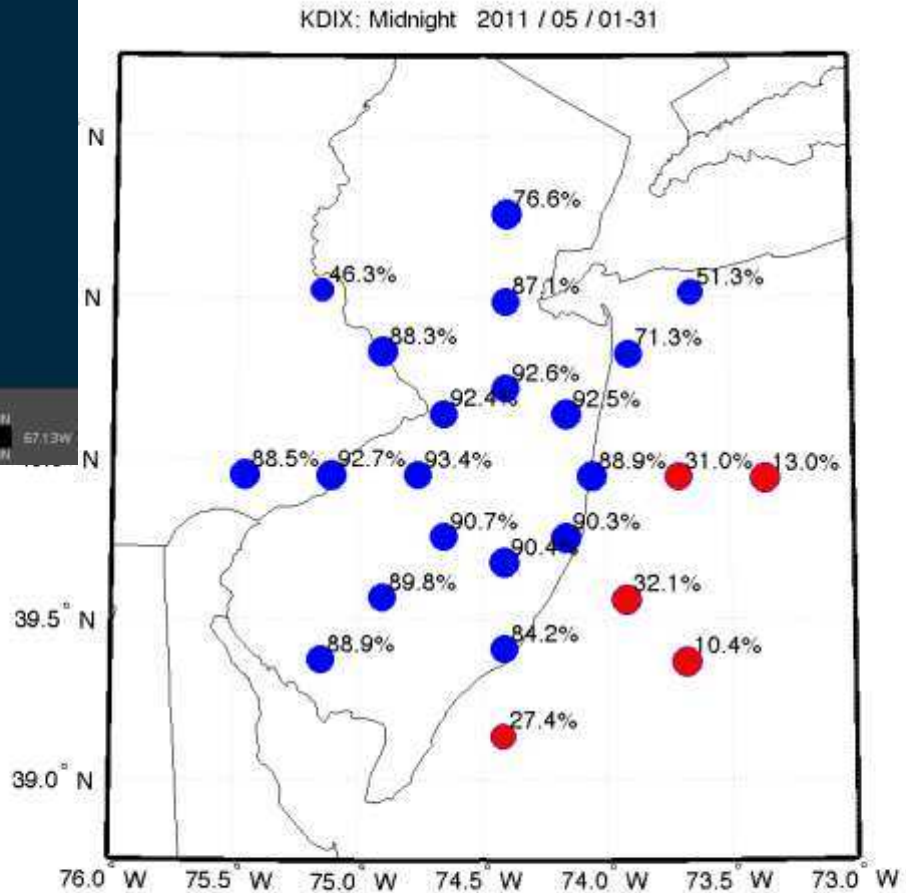 KDIX: Midnight 2011 / 05 / 01-31
N
76.6%
46.3%
87.1%
51.3%
N
88.3%
71.3%
92.6%
92.4%
92.5%
N
67.13W
N
N
88.5%
92.7%
93.4%
88.9%
31.0%
13.0%
90.7%
90.4%
90.3%
89.8%
32.1%
39.5° N
88.9%
84.2%
10.4%
27.4%
39.0° N
76.0° W 75.5° W 75.0° W 74.5° W 74.0° W 73.5° W 73.0° W